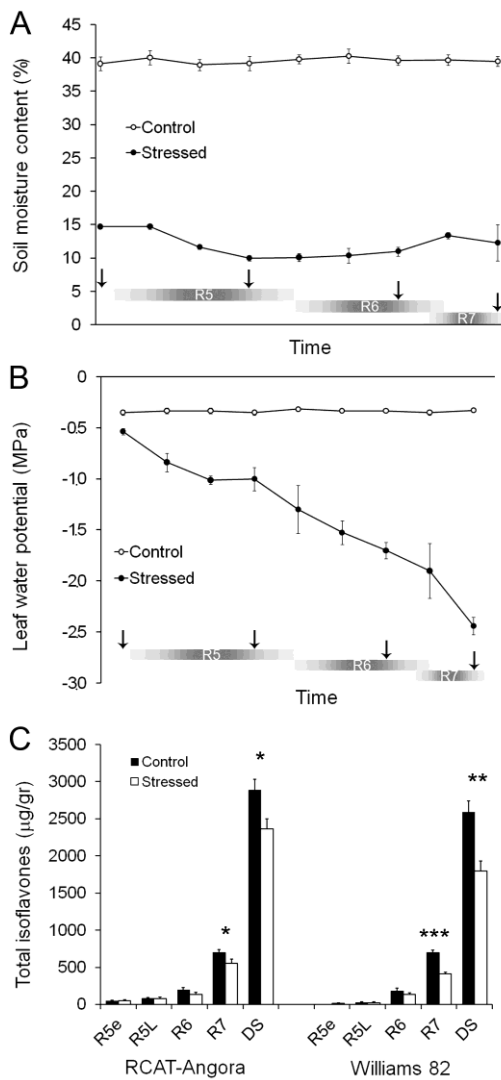 A
Soil moisture content (%)
45
40
35
30
25
20
15
10
5
0
Control
Stressed
R5
R6
R7
Time
B
Leaf water potential (MPa)
0
-05
-10
-15
-20
-25
-30
Control
Stressed
R5
R6
R7
Time
C
Total isoflavones (µg/gr)
3500
3000
2500
2000
1500
1000
500
0
Control
Stressed
*
*
**
***
R5e R5L R6 R7 DS R5e R5L R6 R7 DS
RCAT-Angora Williams 82